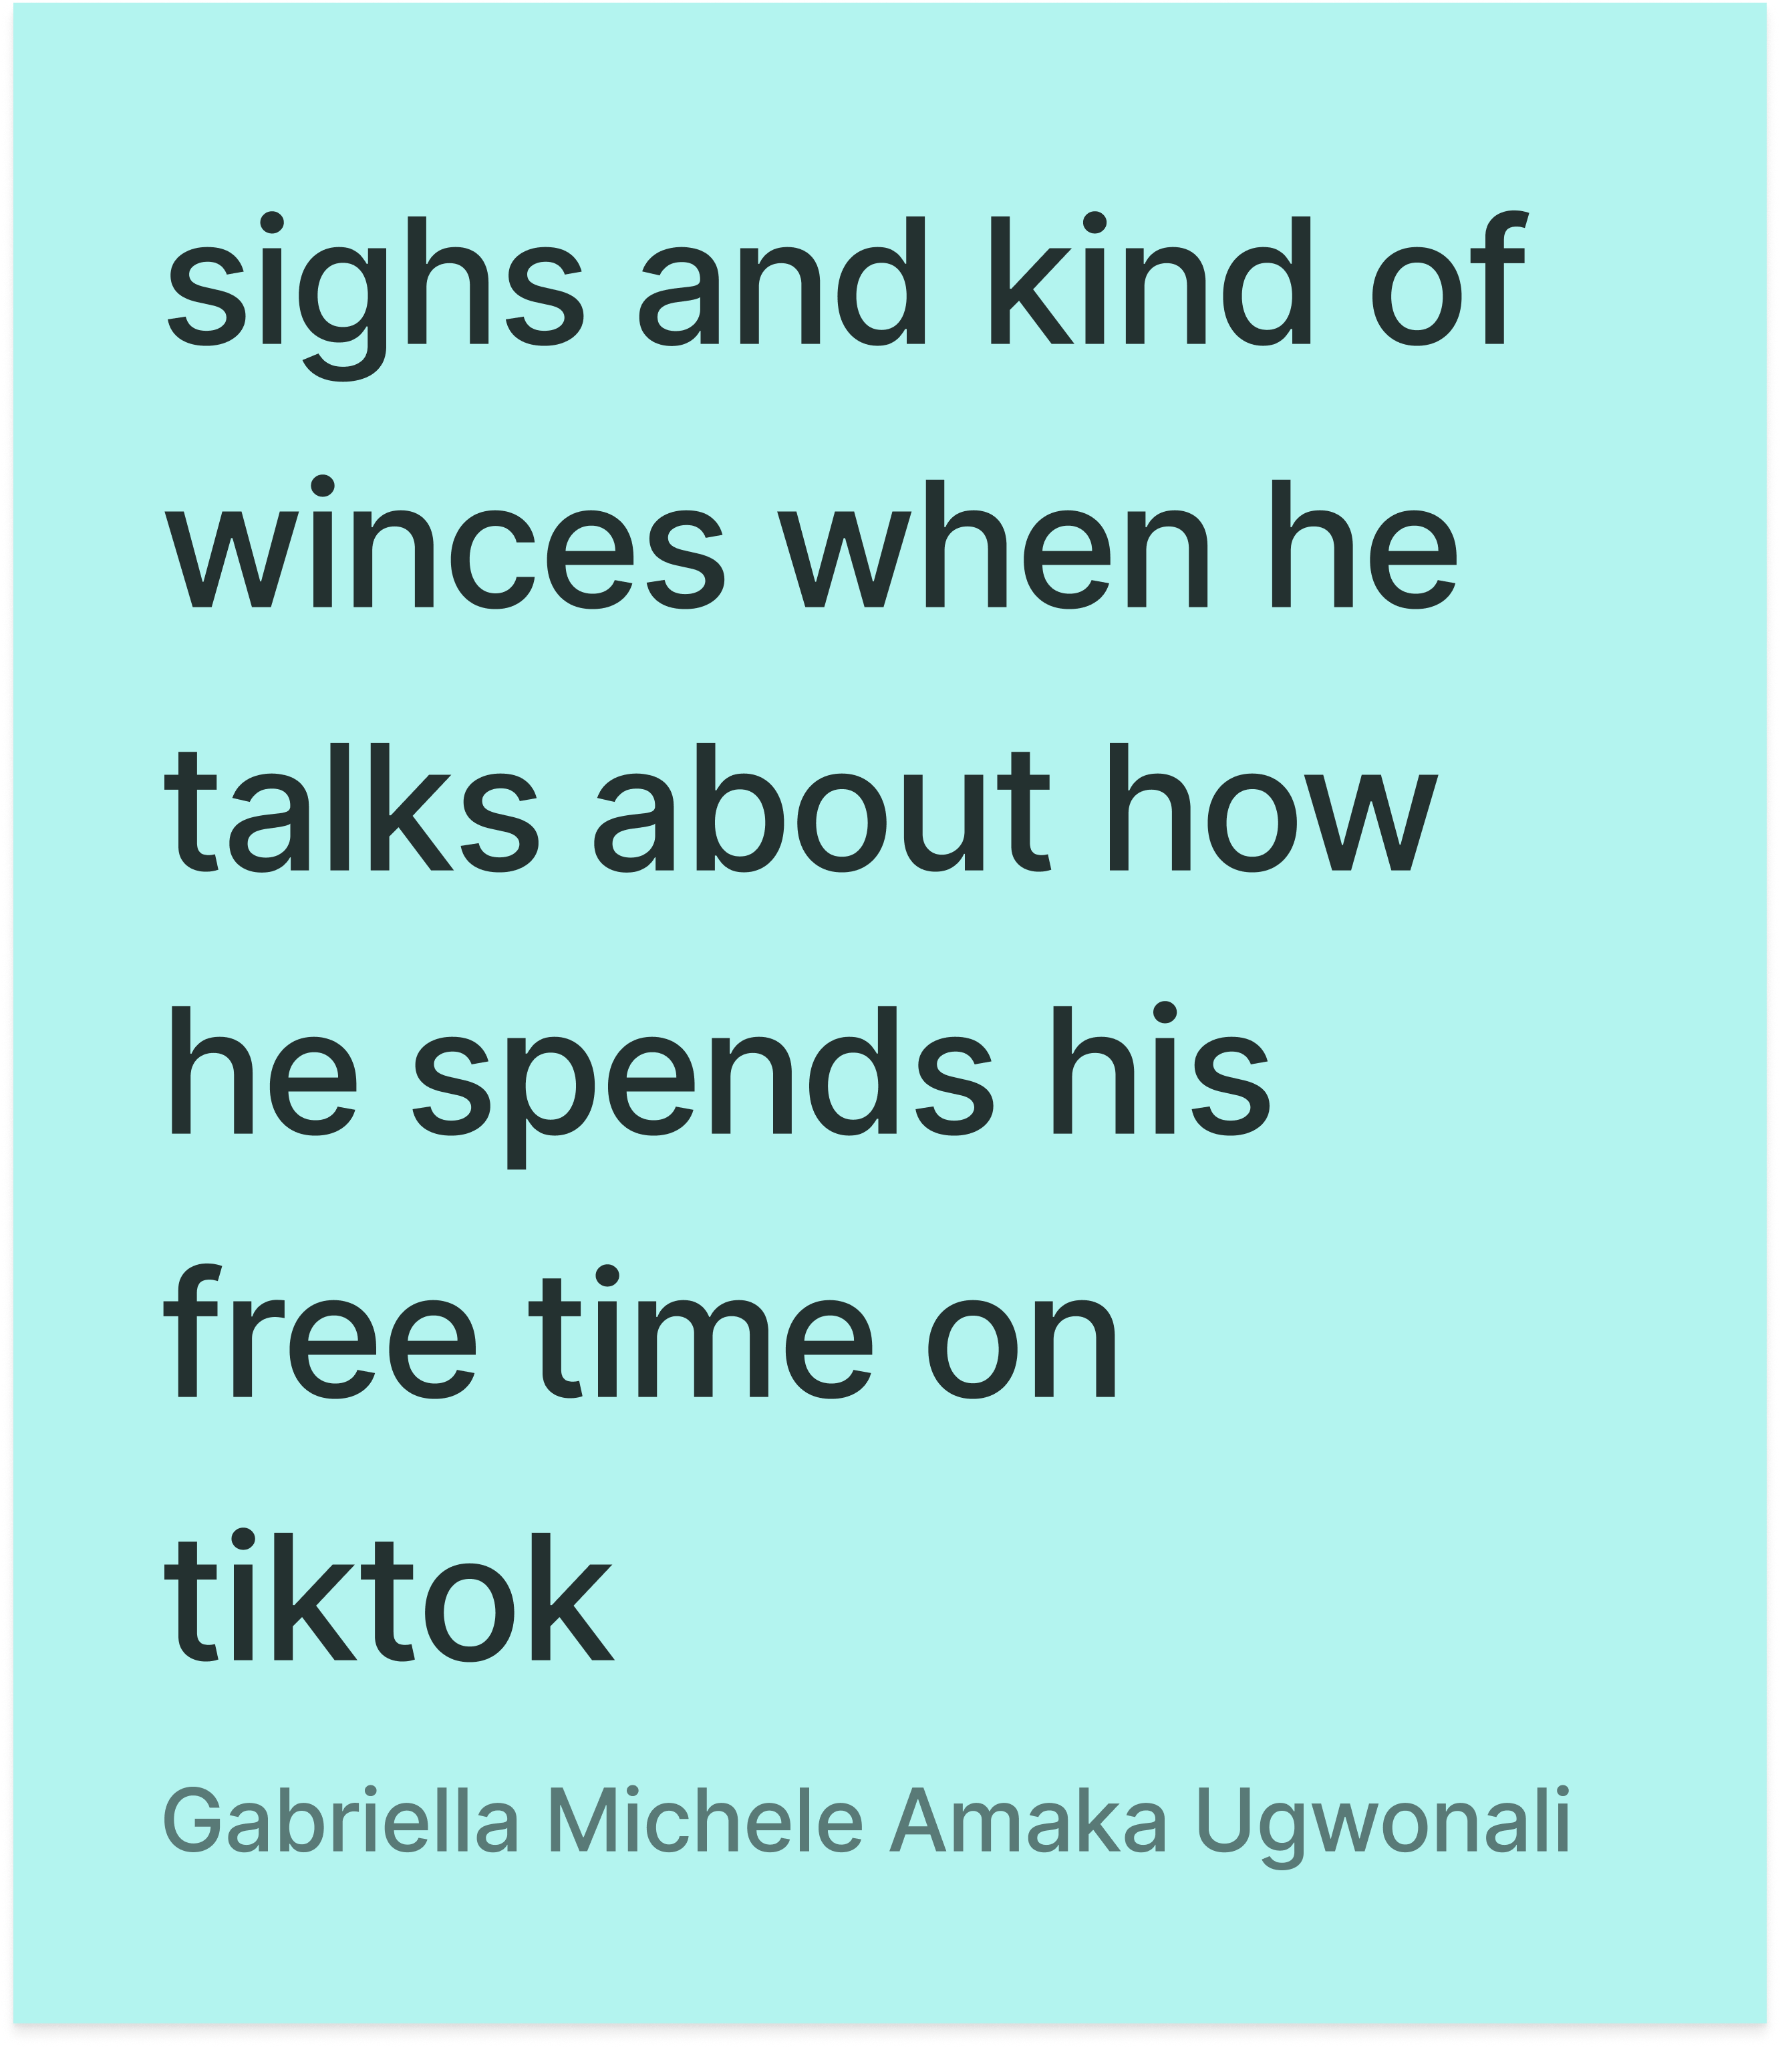 sighs and kind of
winces when he
talks about how
he spends his
free time on
tiktok
Gabriella Michele Amaka Ugwonali